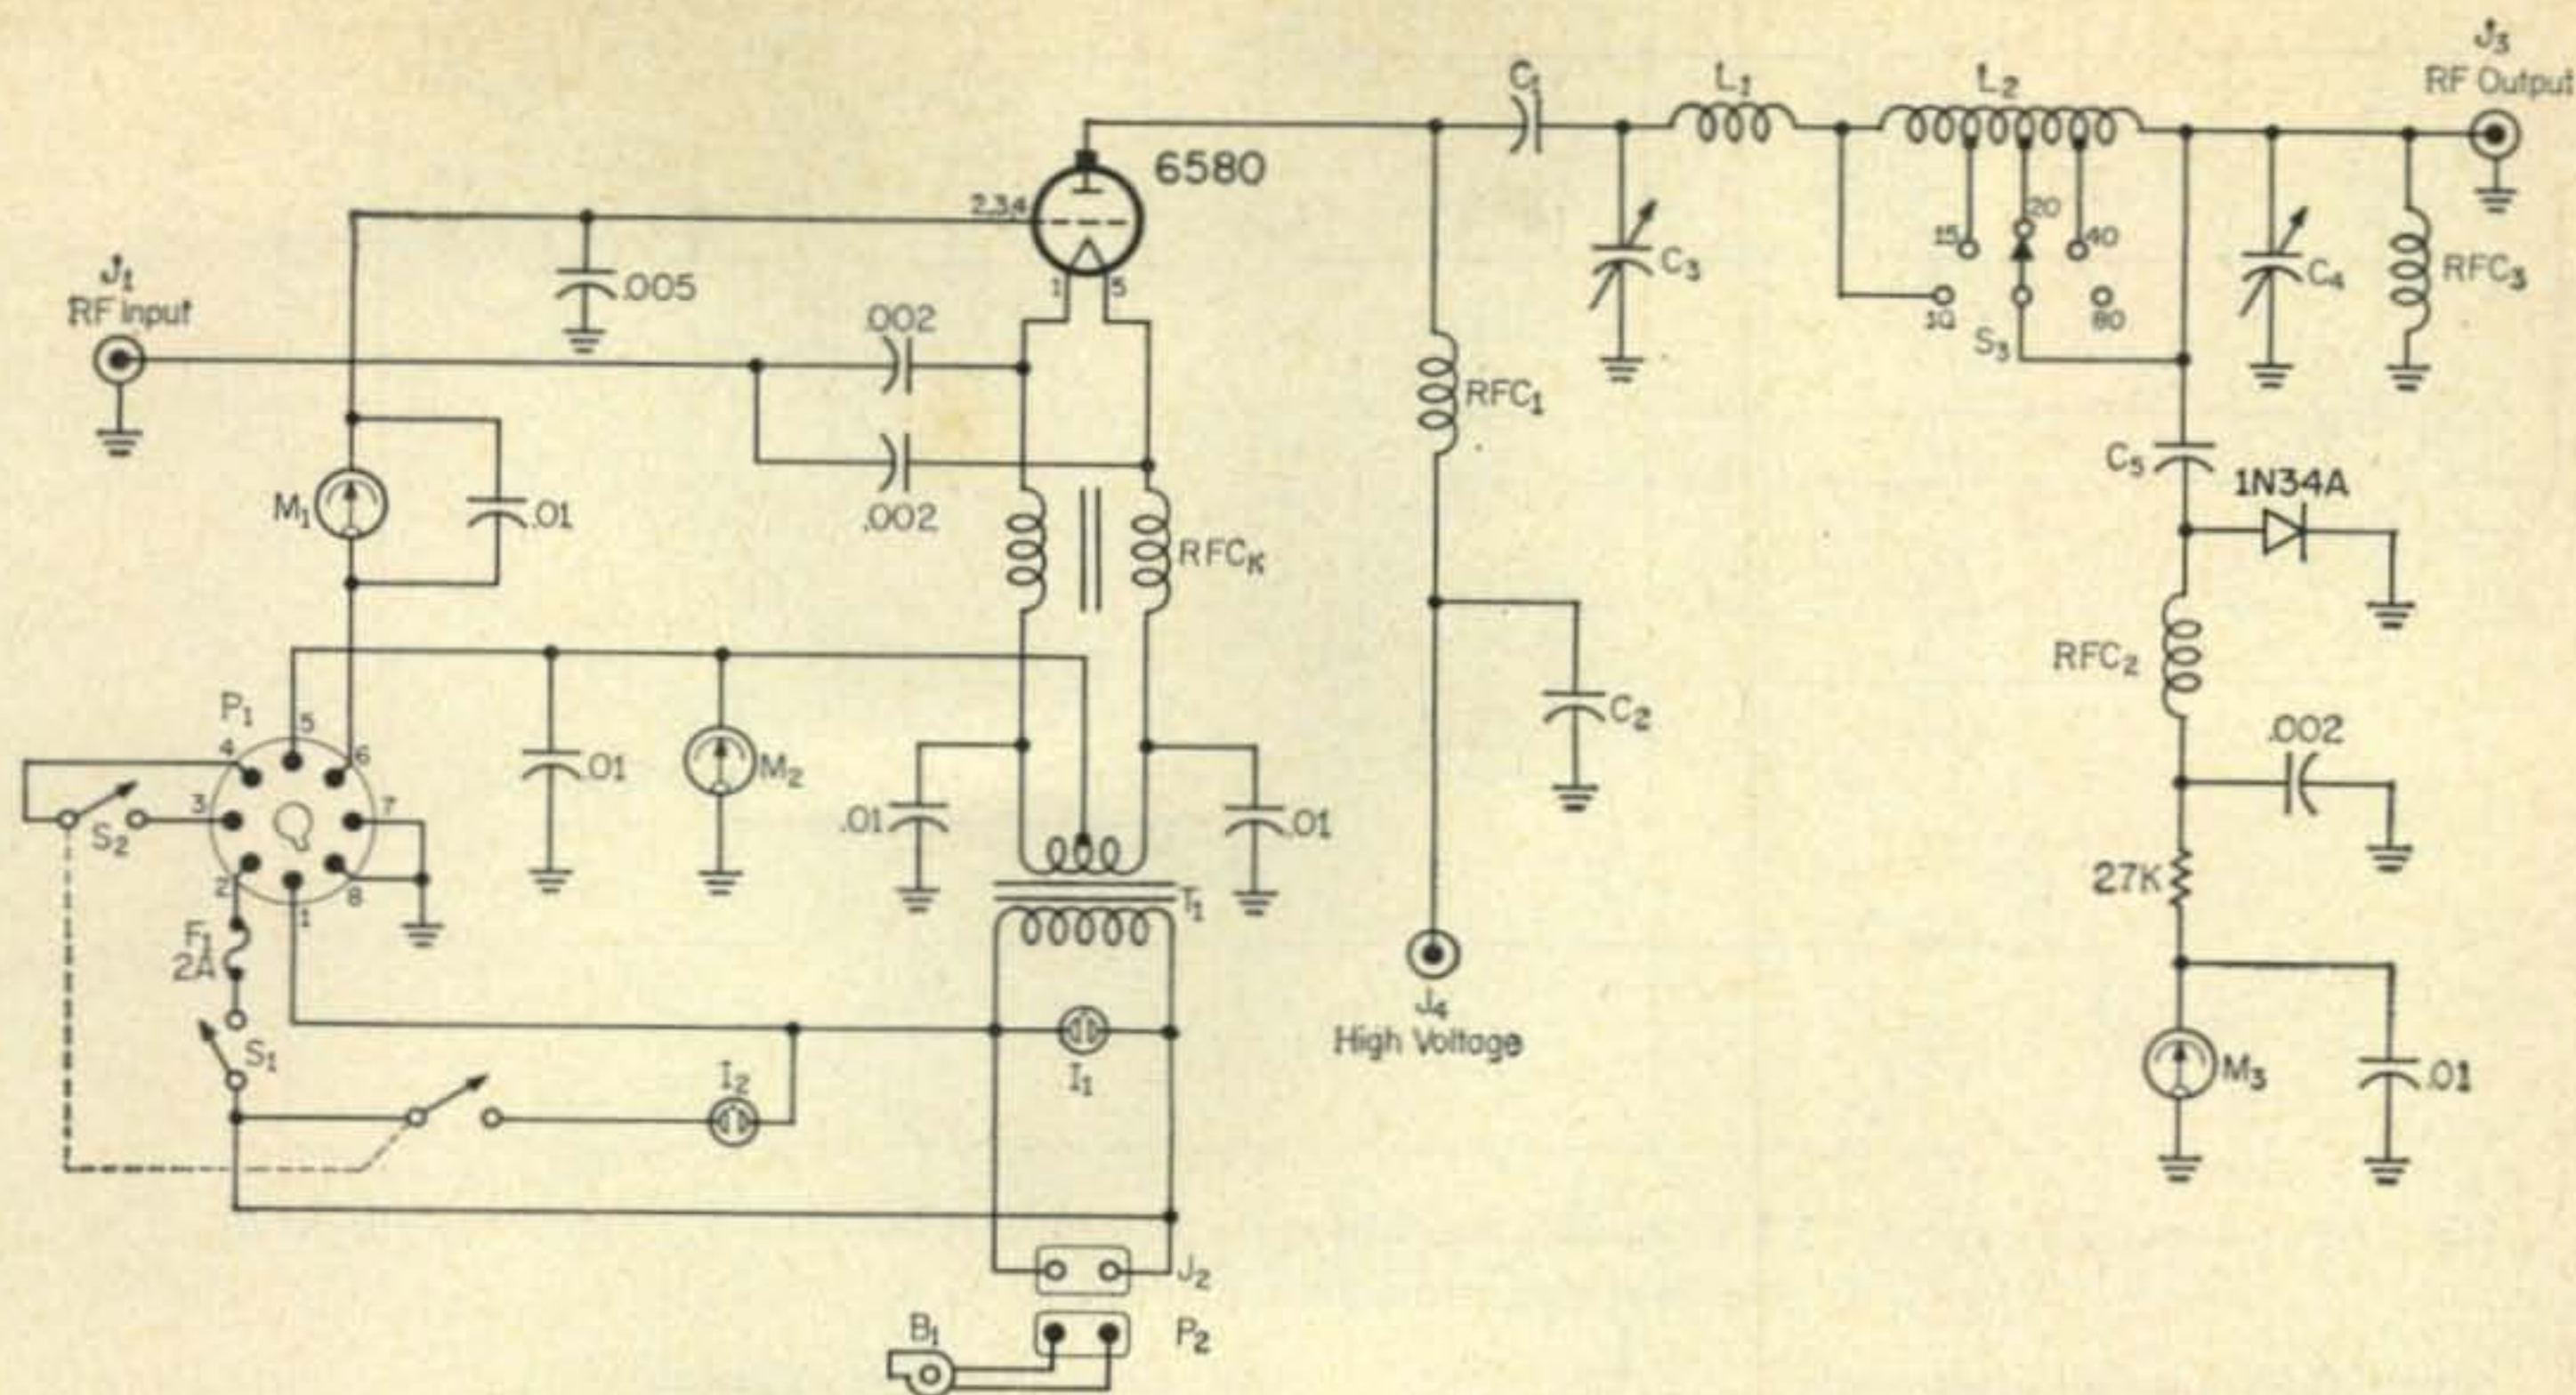 J3
RF Output
C1
L1
L2
6580
2,3,4
1
5
J1
RF Input
.005
.002
.002
15
20
40
10
80
S3
C3
C4
RFC3
RFC1
M1
.01
RFCK
C5
1N34A
RFC2
P1
5
4
6
3
7
2
1
8
S2
.01
M2
.01
.01
C2
.002
27K
F1
2A
T1
S1
I2
I1
J4
High Voltage
M3
.01
J2
P2
B1